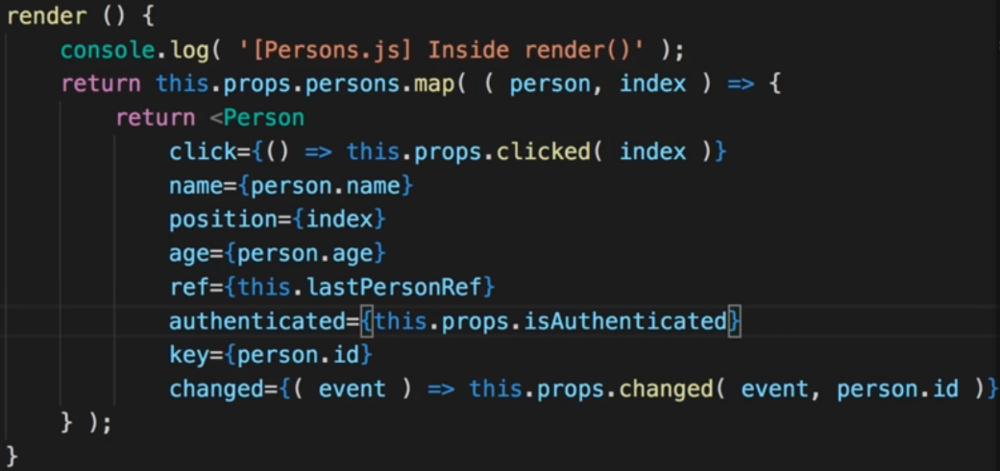 render () {
    console.log( '[Persons.js] Inside render()' );
    return this.props.persons.map( ( person, index ) => {
        return <Person
            click={() => this.props.clicked( index )}
            name={person.name}
            position={index}
            age={person.age}
            ref={this.lastPersonRef}
            authenticated={this.props.isAuthenticated}
            key={person.id}
            changed={( event ) => this.props.changed( event, person.id )}
    } );
}